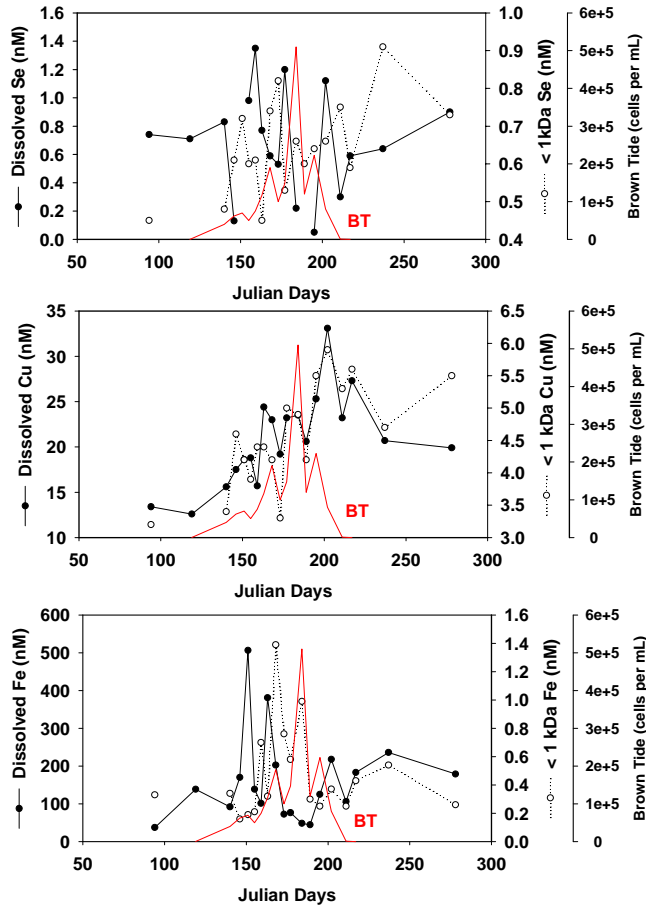 1.6
1.4
1.2
1.0
0.8
0.6
0.4
0.2
0.0
Dissolved Se (nM)
1.0
0.9
0.8
0.7
0.6
0.5
0.4
< 1kDa Se (nM)
6e+5
5e+5
4e+5
3e+5
2e+5
1e+5
0
Brown Tide (cells per mL)
BT
50 100 150 200 250 300
Julian Days
35
30
25
20
15
10
Dissolved Cu (nM)
6.5
6.0
5.5
5.0
4.5
4.0
3.5
3.0
< 1 kDa Cu (nM)
6e+5
5e+5
4e+5
3e+5
2e+5
1e+5
0
Brown Tide (cells per mL)
BT
50 100 150 200 250 300
Julian Days
600
500
400
300
200
100
0
Dissolved Fe (nM)
1.6
1.4
1.2
1.0
0.8
0.6
0.4
0.2
0.0
< 1 kDa Fe (nM)
6e+5
5e+5
4e+5
3e+5
2e+5
1e+5
0
Brown Tide (cells per mL)
BT
50 100 150 200 250 300
Julian Days